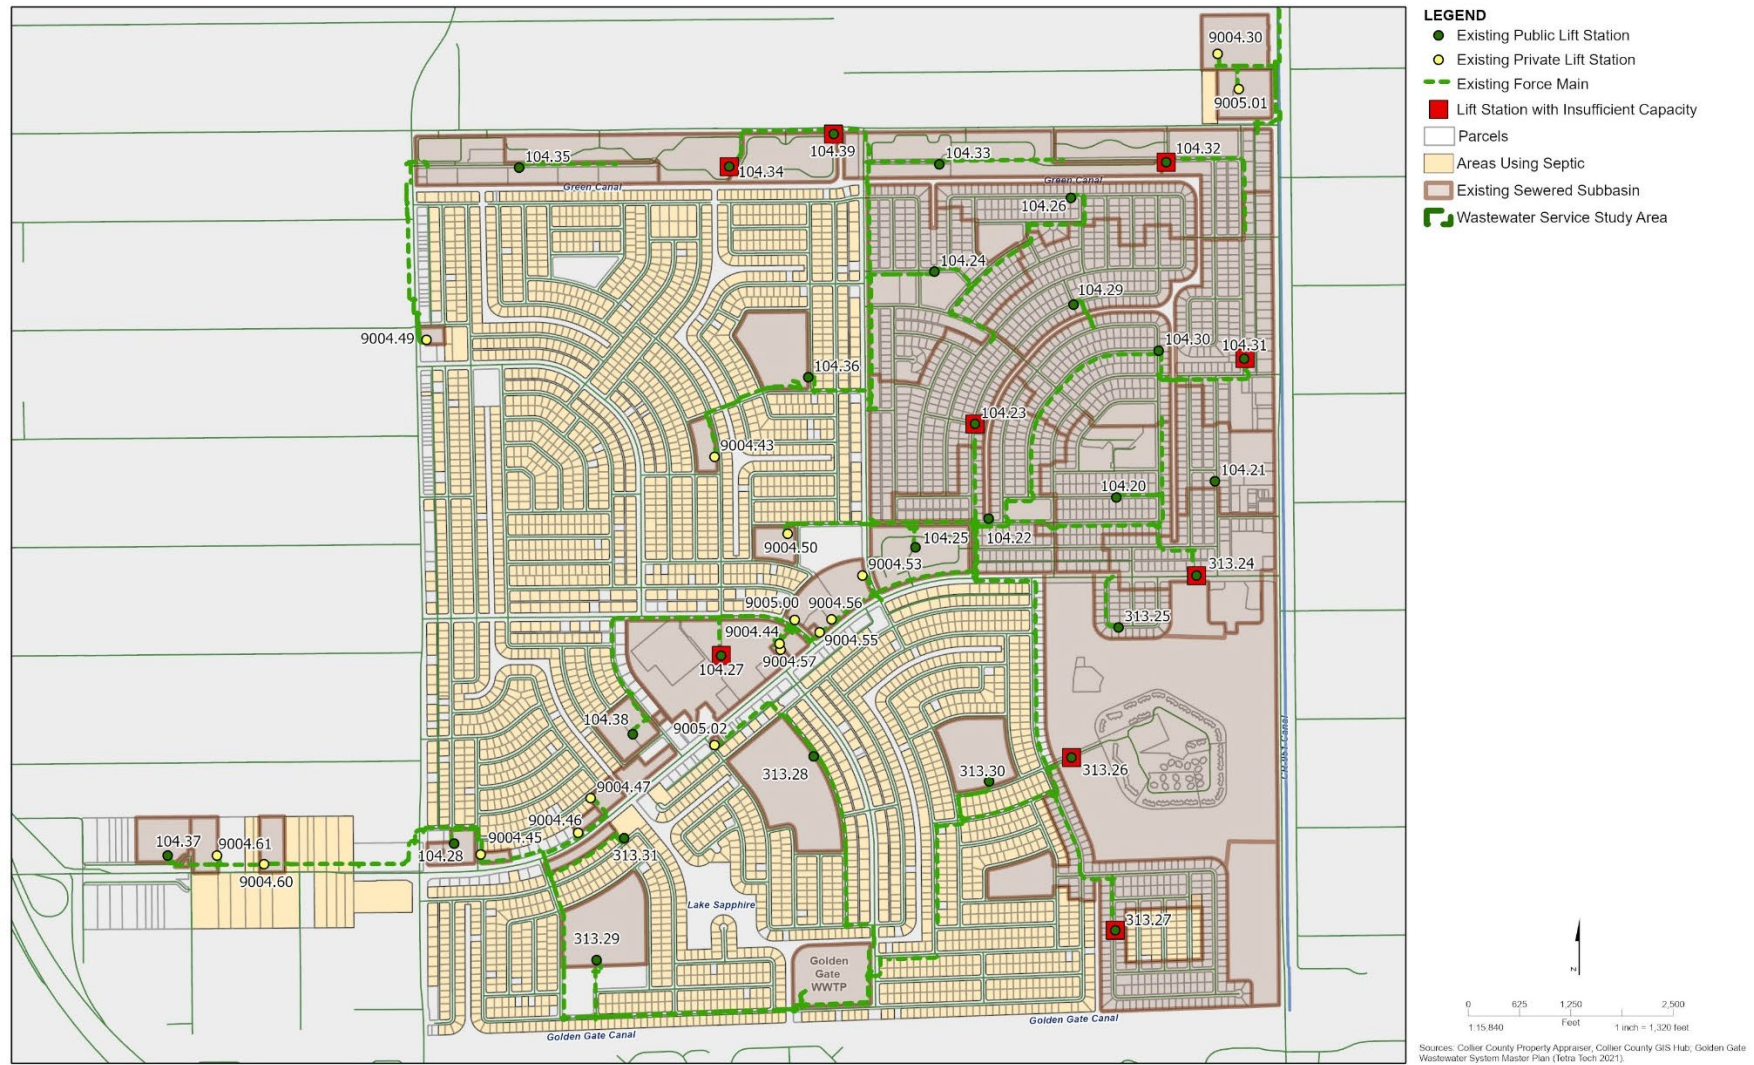 LEGEND
Existing Public Lift Station
Existing Private Lift Station
Existing Force Main
Lift Station with Insufficient Capacity
Parcels
Areas Using Septic
Existing Sewered Subbasin
Wastewater Service Study Area
9004.30
9005.01
104.39
104.35
104.34
104.33
104.32
Green Canal
Green Canal
104.26
104.24
104.29
9004.49
104.36
104.30
104.31
104.23
9004.43
104.21
104.20
9004.50
104.25
104.22
9004.53
313.24
9005.00
9004.56
313.25
9004.44
9004.55
9004.57
104.27
104.38
9005.02
313.28
313.30
313.26
CR-951 Canal
9004.47
9004.46
9004.45
104.37
9004.61
104.28
313.31
9004.60
Lake Sapphire
313.27
313.29
Golden
Gate
WWTP
Golden Gate Canal
Golden Gate Canal
N
0 625 1,250 2,500
Feet
1:15,840 1 inch = 1,320 feet
Sources: Collier County Property Appraiser, Collier County GIS Hub; Golden Gate
Wastewater System Master Plan (Tetra Tech 2021).